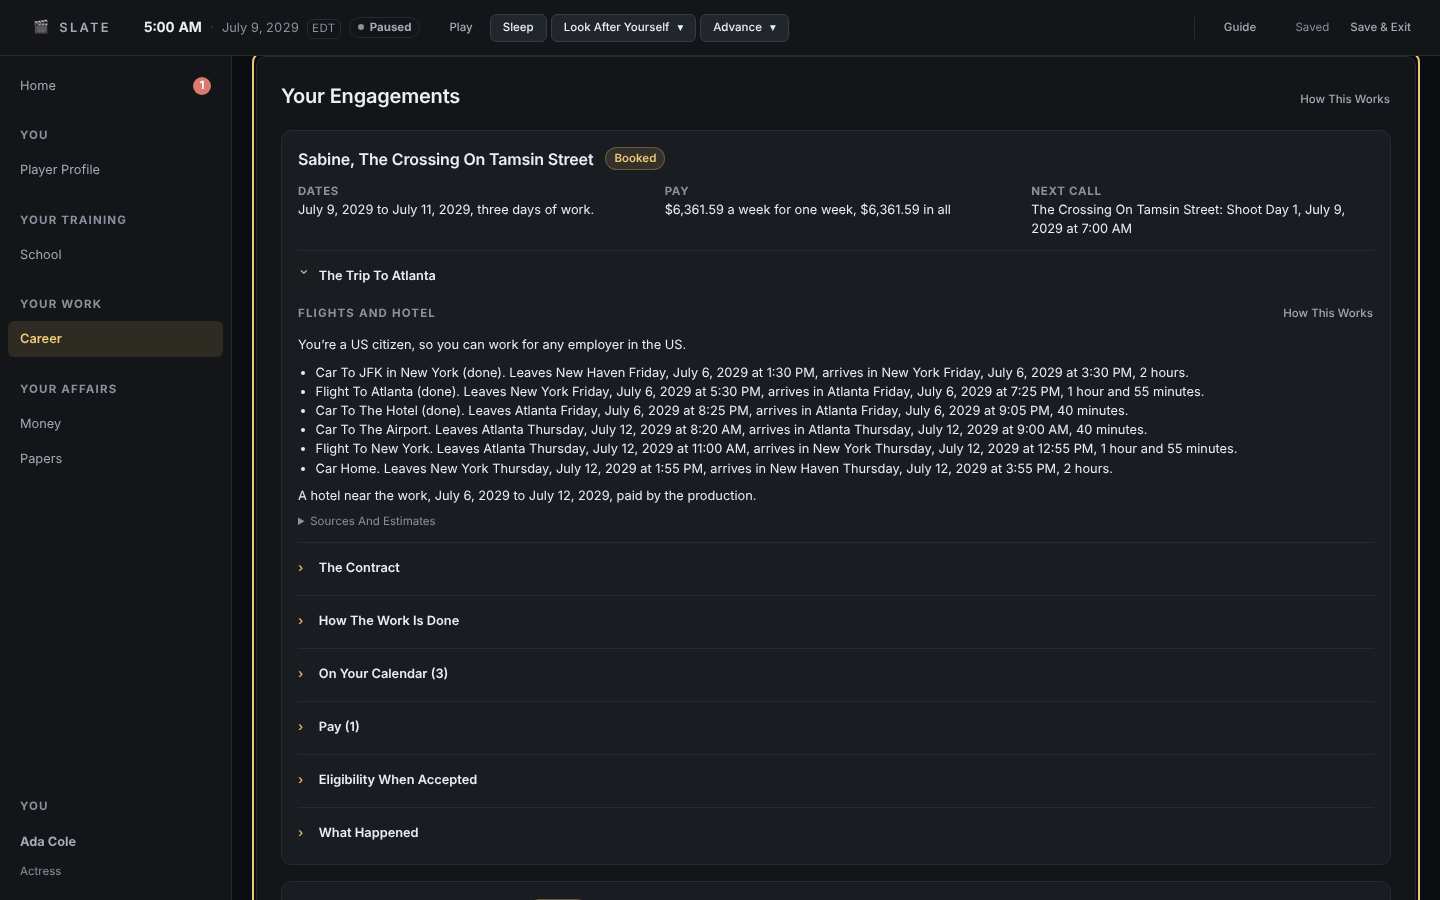 SLATE
5:00 AM · July 9, 2029 EDT
Paused
Play
Sleep
Look After Yourself ▾
Advance ▾
Guide
Saved
Save & Exit
Home
1
YOU
Player Profile
YOUR TRAINING
School
YOUR WORK
Career
YOUR AFFAIRS
Money
Papers
YOU
Ada Cole
Actress
Your Engagements
How This Works
Sabine, The Crossing On Tamsin Street
Booked
DATES
July 9, 2029 to July 11, 2029, three days of work.
PAY
$6,361.59 a week for one week, $6,361.59 in all
NEXT CALL
The Crossing On Tamsin Street: Shoot Day 1, July 9,
2029 at 7:00 AM
The Trip To Atlanta
FLIGHTS AND HOTEL
How This Works
You're a US citizen, so you can work for any employer in the US.
• Car To JFK in New York (done). Leaves New Haven Friday, July 6, 2029 at 1:30 PM, arrives in New York Friday, July 6, 2029 at 3:30 PM, 2 hours.
• Flight To Atlanta (done). Leaves New York Friday, July 6, 2029 at 5:30 PM, arrives in Atlanta Friday, July 6, 2029 at 7:25 PM, 1 hour and 55 minutes.
• Car To The Hotel (done). Leaves Atlanta Friday, July 6, 2029 at 8:25 PM, arrives in Atlanta Friday, July 6, 2029 at 9:05 PM, 40 minutes.
• Car To The Airport. Leaves Atlanta Thursday, July 12, 2029 at 8:20 AM, arrives in Atlanta Thursday, July 12, 2029 at 9:00 AM, 40 minutes.
• Flight To New York. Leaves Atlanta Thursday, July 12, 2029 at 11:00 AM, arrives in New York Thursday, July 12, 2029 at 12:55 PM, 1 hour and 55 minutes.
• Car Home. Leaves New York Thursday, July 12, 2029 at 1:55 PM, arrives in New Haven Thursday, July 12, 2029 at 3:55 PM, 2 hours.
A hotel near the work, July 6, 2029 to July 12, 2029, paid by the production.
Sources And Estimates
The Contract
How The Work Is Done
On Your Calendar (3)
Pay (1)
Eligibility When Accepted
What Happened